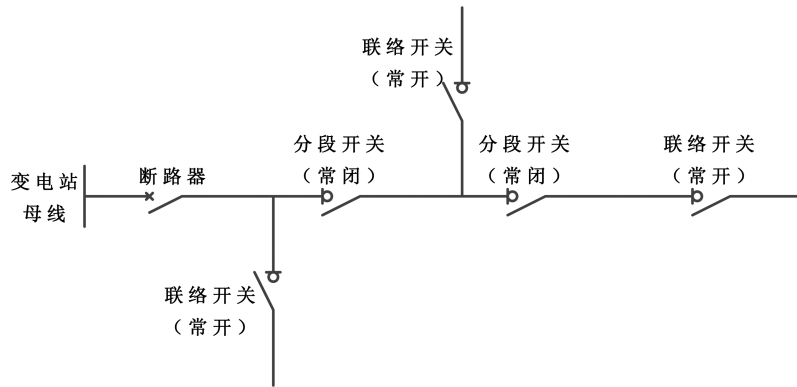 联络开关
（常开）
分段开关
（常闭）
分段开关
（常闭）
联络开关
（常开）
变电站
母线
断路器
联络开关
（常开）